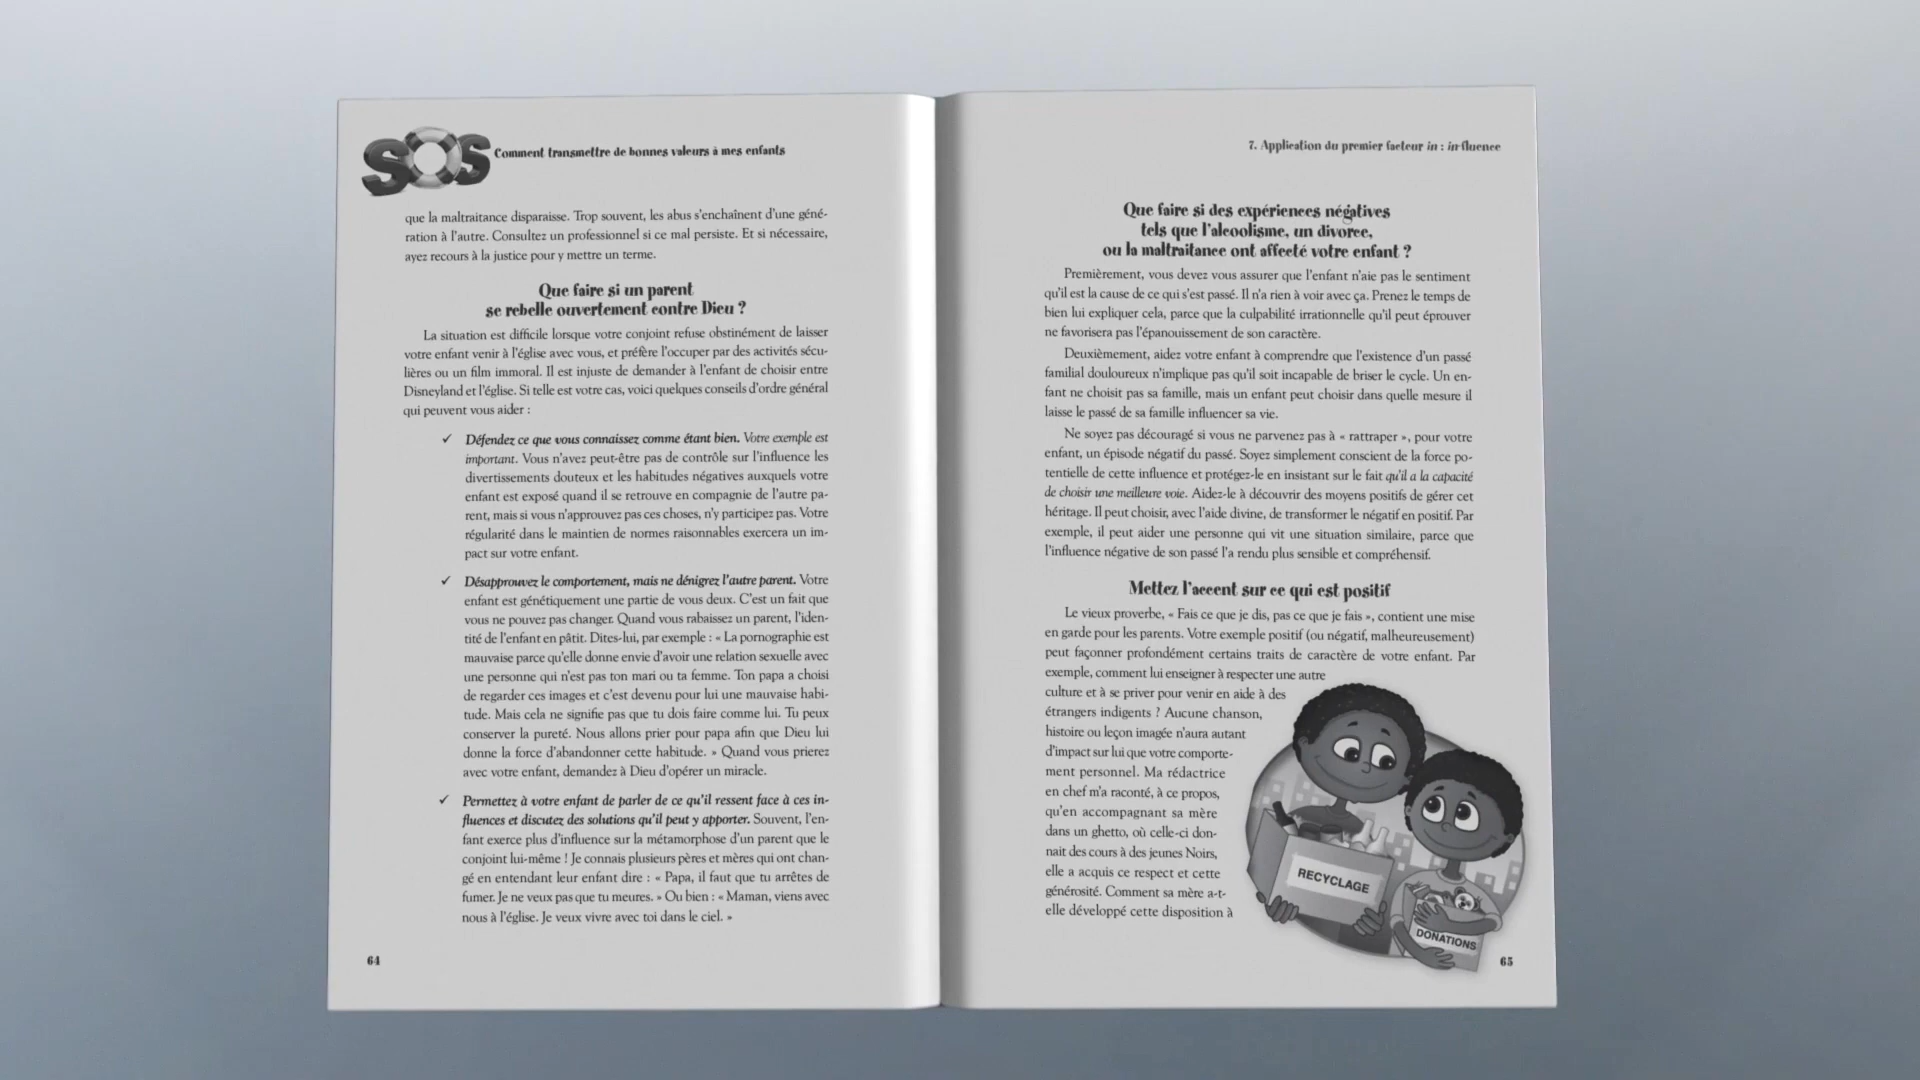 SOS
Comment transmettre de bonnes valeurs à mes enfants
que la maltraitance disparaisse. Trop souvent, les abus s'enchaînent d'une géné-
ration à l'autre. Consultez un professionnel si ce mal persiste. Et si nécessaire,
ayez recours à la justice pour y mettre un terme.
Que faire si un parent
se rebelle ouvertement contre Dieu ?
La situation est difficile lorsque votre conjoint refuse obstinément de laisser
votre enfant venir à l'église avec vous, et préfère l'occuper par des activités sécu-
lières ou un film immoral. Il est injuste de demander à l'enfant de choisir entre
Disneyland et l'église. Si telle est votre cas, voici quelques conseils d'ordre général
qui peuvent vous aider :
✓ Défendez ce que vous connaissez comme étant bien. Votre exemple est
important. Vous n'avez peut-être pas de contrôle sur l'influence les
divertissements douteux et les habitudes négatives auxquels votre
enfant est exposé quand il se retrouve en compagnie de l'autre pa-
rent, mais si vous n'approuvez pas ces choses, n'y participez pas. Votre
régularité dans le maintien de normes raisonnables exercera un im-
pact sur votre enfant.
✓ Désapprouvez le comportement, mais ne dénigrez l'autre parent. Votre
enfant est génétiquement une partie de vous deux. C'est un fait que
vous ne pouvez pas changer. Quand vous rabaissez un parent, l'iden-
tité de l'enfant en pâtit. Dites-lui, par exemple : « La pornographie est
mauvaise parce qu'elle donne envie d'avoir une relation sexuelle avec
une personne qui n'est pas ton mari ou ta femme. Ton papa a choisi
de regarder ces images et c'est devenu pour lui une mauvaise habi-
tude. Mais cela ne signifie pas que tu dois faire comme lui. Tu peux
conserver la pureté. Nous allons prier pour papa afin que Dieu lui
donne la force d'abandonner cette habitude. » Quand vous prierez
avec votre enfant, demandez à Dieu d'opérer un miracle.
✓ Permettez à votre enfant de parler de ce qu'il ressent face à ces in-
fluences et discutez des solutions qu'il peut y apporter. Souvent, l'en-
fant exerce plus d'influence sur la métamorphose d'un parent que le
conjoint lui-même ! Je connais plusieurs pères et mères qui ont chan-
gé en entendant leur enfant dire : « Papa, il faut que tu arrêtes de
fumer. Je ne veux pas que tu meures. » Ou bien : « Maman, viens avec
nous à l'église. Je veux vivre avec toi dans le ciel. »
64
7. Application du premier facteur in : in-fluence
Que faire si des expériences négatives
tels que l'alcoolisme, un divorce,
ou la maltraitance ont affecté votre enfant ?
Premièrement, vous devez vous assurer que l'enfant n'aie pas le sentiment
qu'il est la cause de ce qui s'est passé. Il n'a rien à voir avec ça. Prenez le temps de
bien lui expliquer cela, parce que la culpabilité irrationnelle qu'il peut éprouver
ne favorisera pas l'épanouissement de son caractère.
Deuxièmement, aidez votre enfant à comprendre que l'existence d'un passé
familial douloureux n'implique pas qu'il soit incapable de briser le cycle. Un en-
fant ne choisit pas sa famille, mais un enfant peut choisir dans quelle mesure il
laisse le passé de sa famille influencer sa vie.
Ne soyez pas découragé si vous ne parvenez pas à « rattraper », pour votre
enfant, un épisode négatif du passé. Soyez simplement conscient de la force po-
tentielle de cette influence et protégez-le en insistant sur le fait qu'il a la capacité
de choisir une meilleure voie. Aidez-le à découvrir des moyens positifs de gérer cet
héritage. Il peut choisir, avec l'aide divine, de transformer le négatif en positif. Par
exemple, il peut aider une personne qui vit une situation similaire, parce que
l'influence négative de son passé l'a rendu plus sensible et compréhensif.
Mettez l'accent sur ce qui est positif
Le vieux proverbe, « Fais ce que je dis, pas ce que je fais », contient une mise
en garde pour les parents. Votre exemple positif (ou négatif, malheureusement)
peut façonner profondément certains traits de caractère de votre enfant. Par
exemple, comment lui enseigner à respecter une autre
culture et à se priver pour venir en aide à des
étrangers indigents ? Aucune chanson,
histoire ou leçon imagée n'aura autant
d'impact sur lui que votre comporte-
ment personnel. Ma rédactrice
en chef m'a raconté, à ce propos,
qu'en accompagnant sa mère
dans un ghetto, où celle-ci don-
nait des cours à des jeunes Noirs,
elle a acquis ce respect et cette
générosité. Comment sa mère a-t-
elle développé cette disposition à
RECYCLAGE
DONATIONS
65